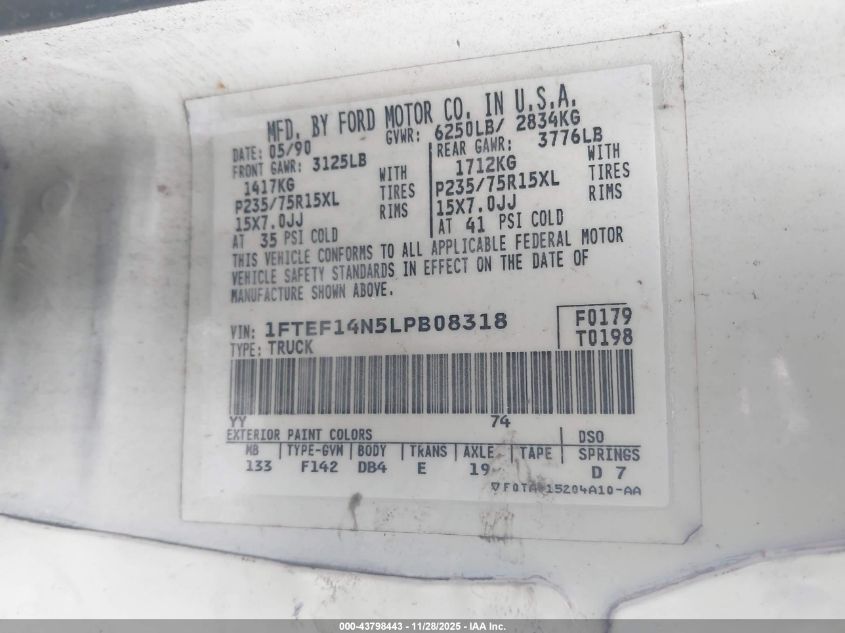 MFD. BY FORD MOTOR CO. IN U.S.A.
DATE: 05/90 GVWR: 6250LB/ 2834KG
FRONT GAWR: 3125LB REAR GAWR: 3776LB
1417KG WITH 1712KG WITH
P235/75R15XL TIRES P235/75R15XL TIRES
15X7.0JJ RIMS 15X7.0JJ RIMS
AT 35 PSI COLD AT 41 PSI COLD
THIS VEHICLE CONFORMS TO ALL APPLICABLE FEDERAL MOTOR
VEHICLE SAFETY STANDARDS IN EFFECT ON THE DATE OF
MANUFACTURE SHOWN ABOVE.
VIN: 1FTEF14N5LPB08318 F0179
TYPE: TRUCK T0198
YY 74
EXTERIOR PAINT COLORS DSO
WB TYPE-GVW BODY TRANS AXLE TAPE SPRINGS
133 F142 DB4 E 19 D 7
15204A10-AA
000-43798443 - 11/28/2025 - IAA Inc.